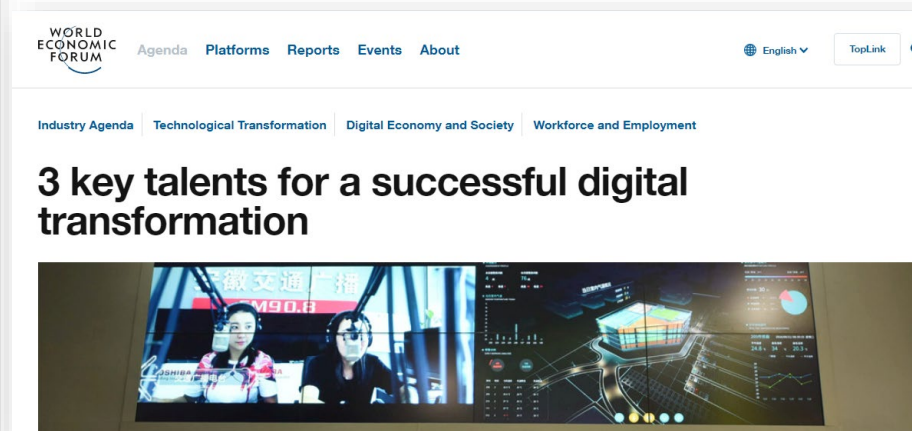 WORLD
ECONOMIC
FORUM
Agenda Platforms Reports Events About
English
TopLink
Industry Agenda Technological Transformation Digital Economy and Society Workforce and Employment
3 key talents for a successful digital
transformation
安徽交通广播
FM90.8
TOSHIBA